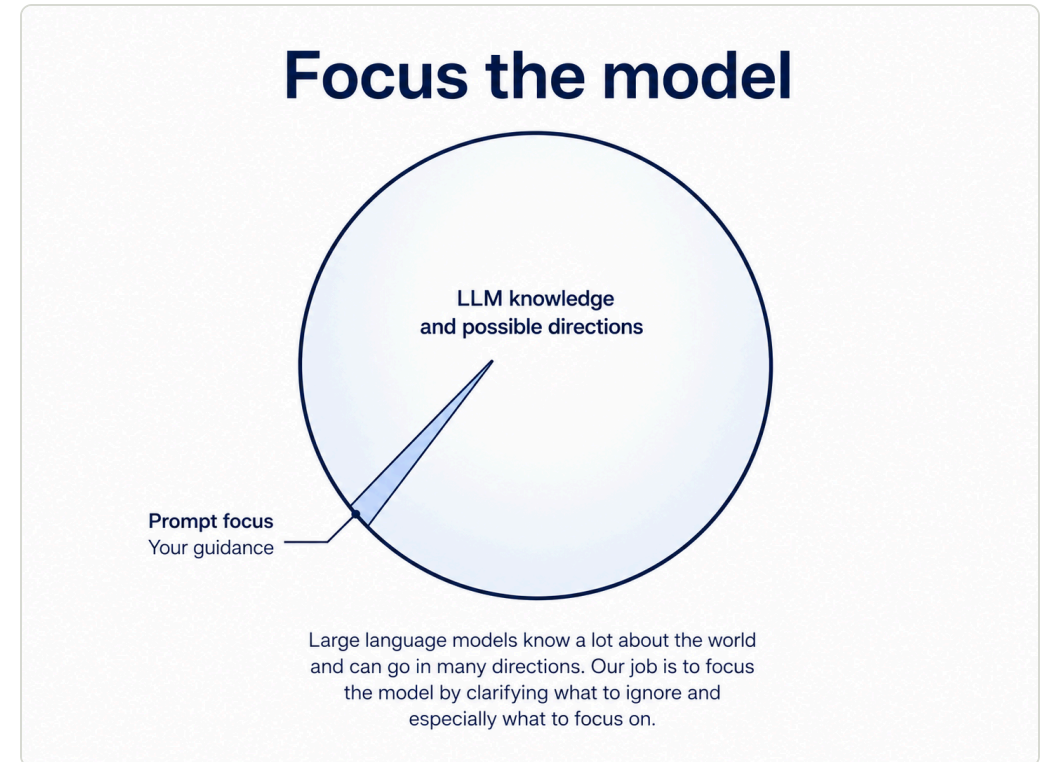 Focus the model
LLM knowledge
and possible directions
Prompt focus
Your guidance
Large language models know a lot about the world
and can go in many directions. Our job is to focus
the model by clarifying what to ignore and
especially what to focus on.